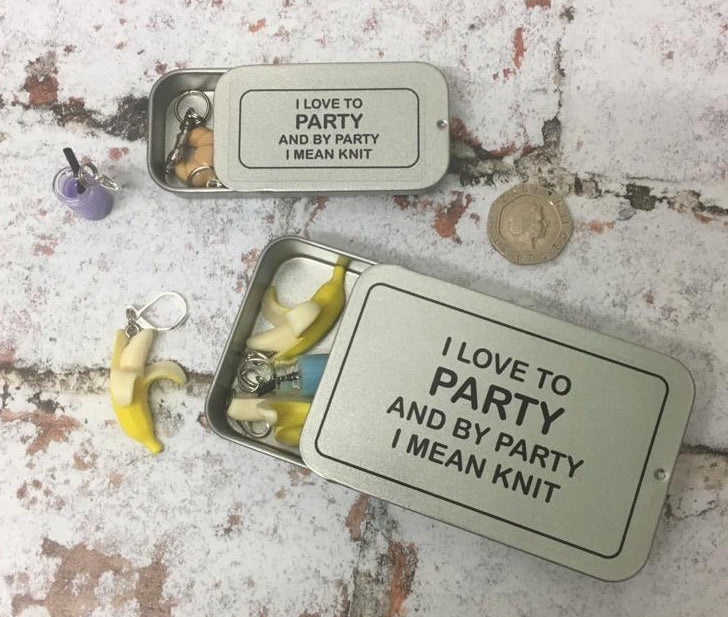 I LOVE TO
PARTY
AND BY PARTY
I MEAN KNIT
I LOVE TO
PARTY
AND BY PARTY
I MEAN KNIT